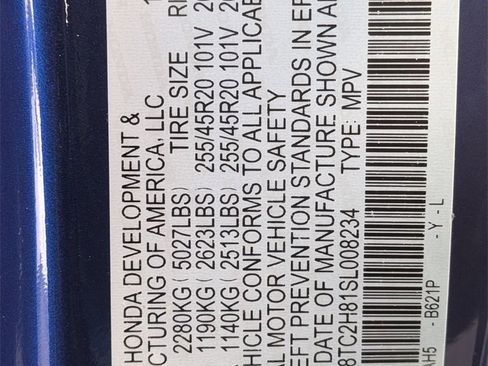 HONDA DEVELOPMENT &
CTURING OF AMERICA, LLC
TIRE SIZE
2280KG( 5027LBS)
1190KG( 2623LBS) 255/45R20 101V
1140KG( 2513LBS) 255/45R20 101V
HICLE CONFORMS TO ALL APPLICAB
AL MOTOR VEHICLE SAFETY
EFT PREVENTION STANDARDS IN EF
DATE OF MANUFACTURE SHOWN A
8TC2H81SL008234 TYPE: MPV
AH5 - B621P - Y - L